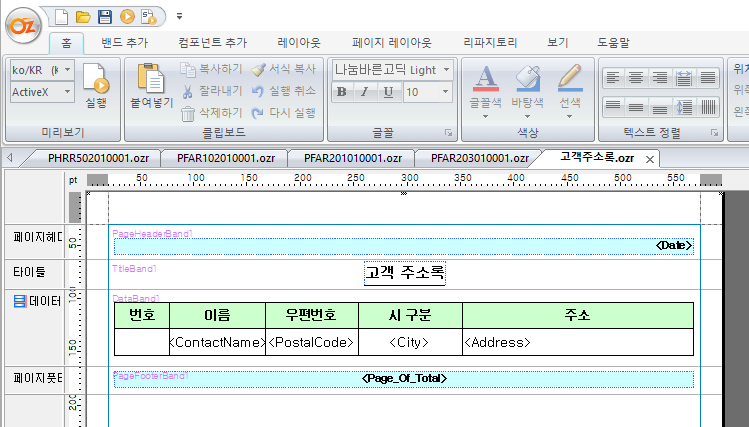 OZ
홈 밴드 추가 컴포넌트 추가 레이아웃 페이지 레이아웃 리파지토리 보기 도움말
ko/KR
ActiveX
실행
미리보기
붙여넣기
복사하기
잘라내기
삭제하기
서식 복사
실행 취소
다시 실행
클립보드
나눔바른고딕 Light
B I U 10
글꼴
글꼴색
바탕색
선색
색상
텍스트 정렬
위치
왼쪽
PHRR502010001.ozr PFAR102010001.ozr PFAR201010001.ozr PFAR203010001.ozr 고객주소록.ozr
pt 50 100 150 200 250 300 350 400 450 500 550
50
100
150
200
페이지헤더
PageHeaderBand1
<Date>
타이틀
TitleBand1
고객 주소록
데이터
DataBand1
번호 이름 우편번호 시 구분 주소
<ContactName> <PostalCode> <City> <Address>
페이지풋터
PageFooterBand1
<Page_Of_Total>